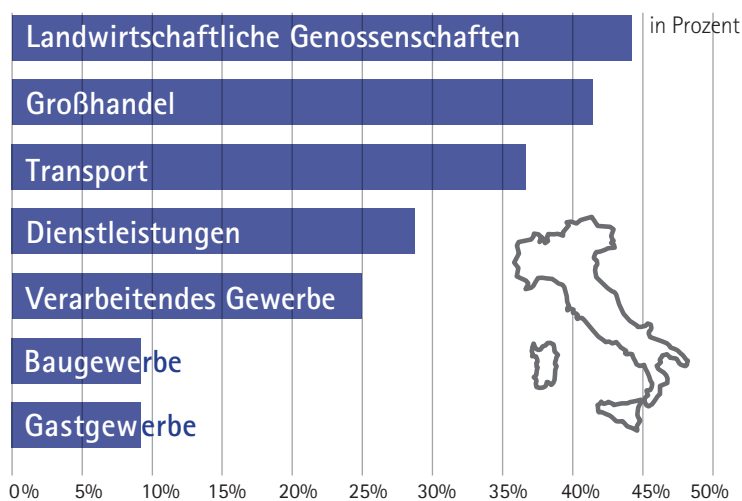 Landwirtschaftliche Genossenschaften
in Prozent
Großhandel
Transport
Dienstleistungen
Verarbeitendes Gewerbe
Baugewerbe
Gastgewerbe
0% 5% 10% 15% 20% 25% 30% 35% 40% 45% 50%